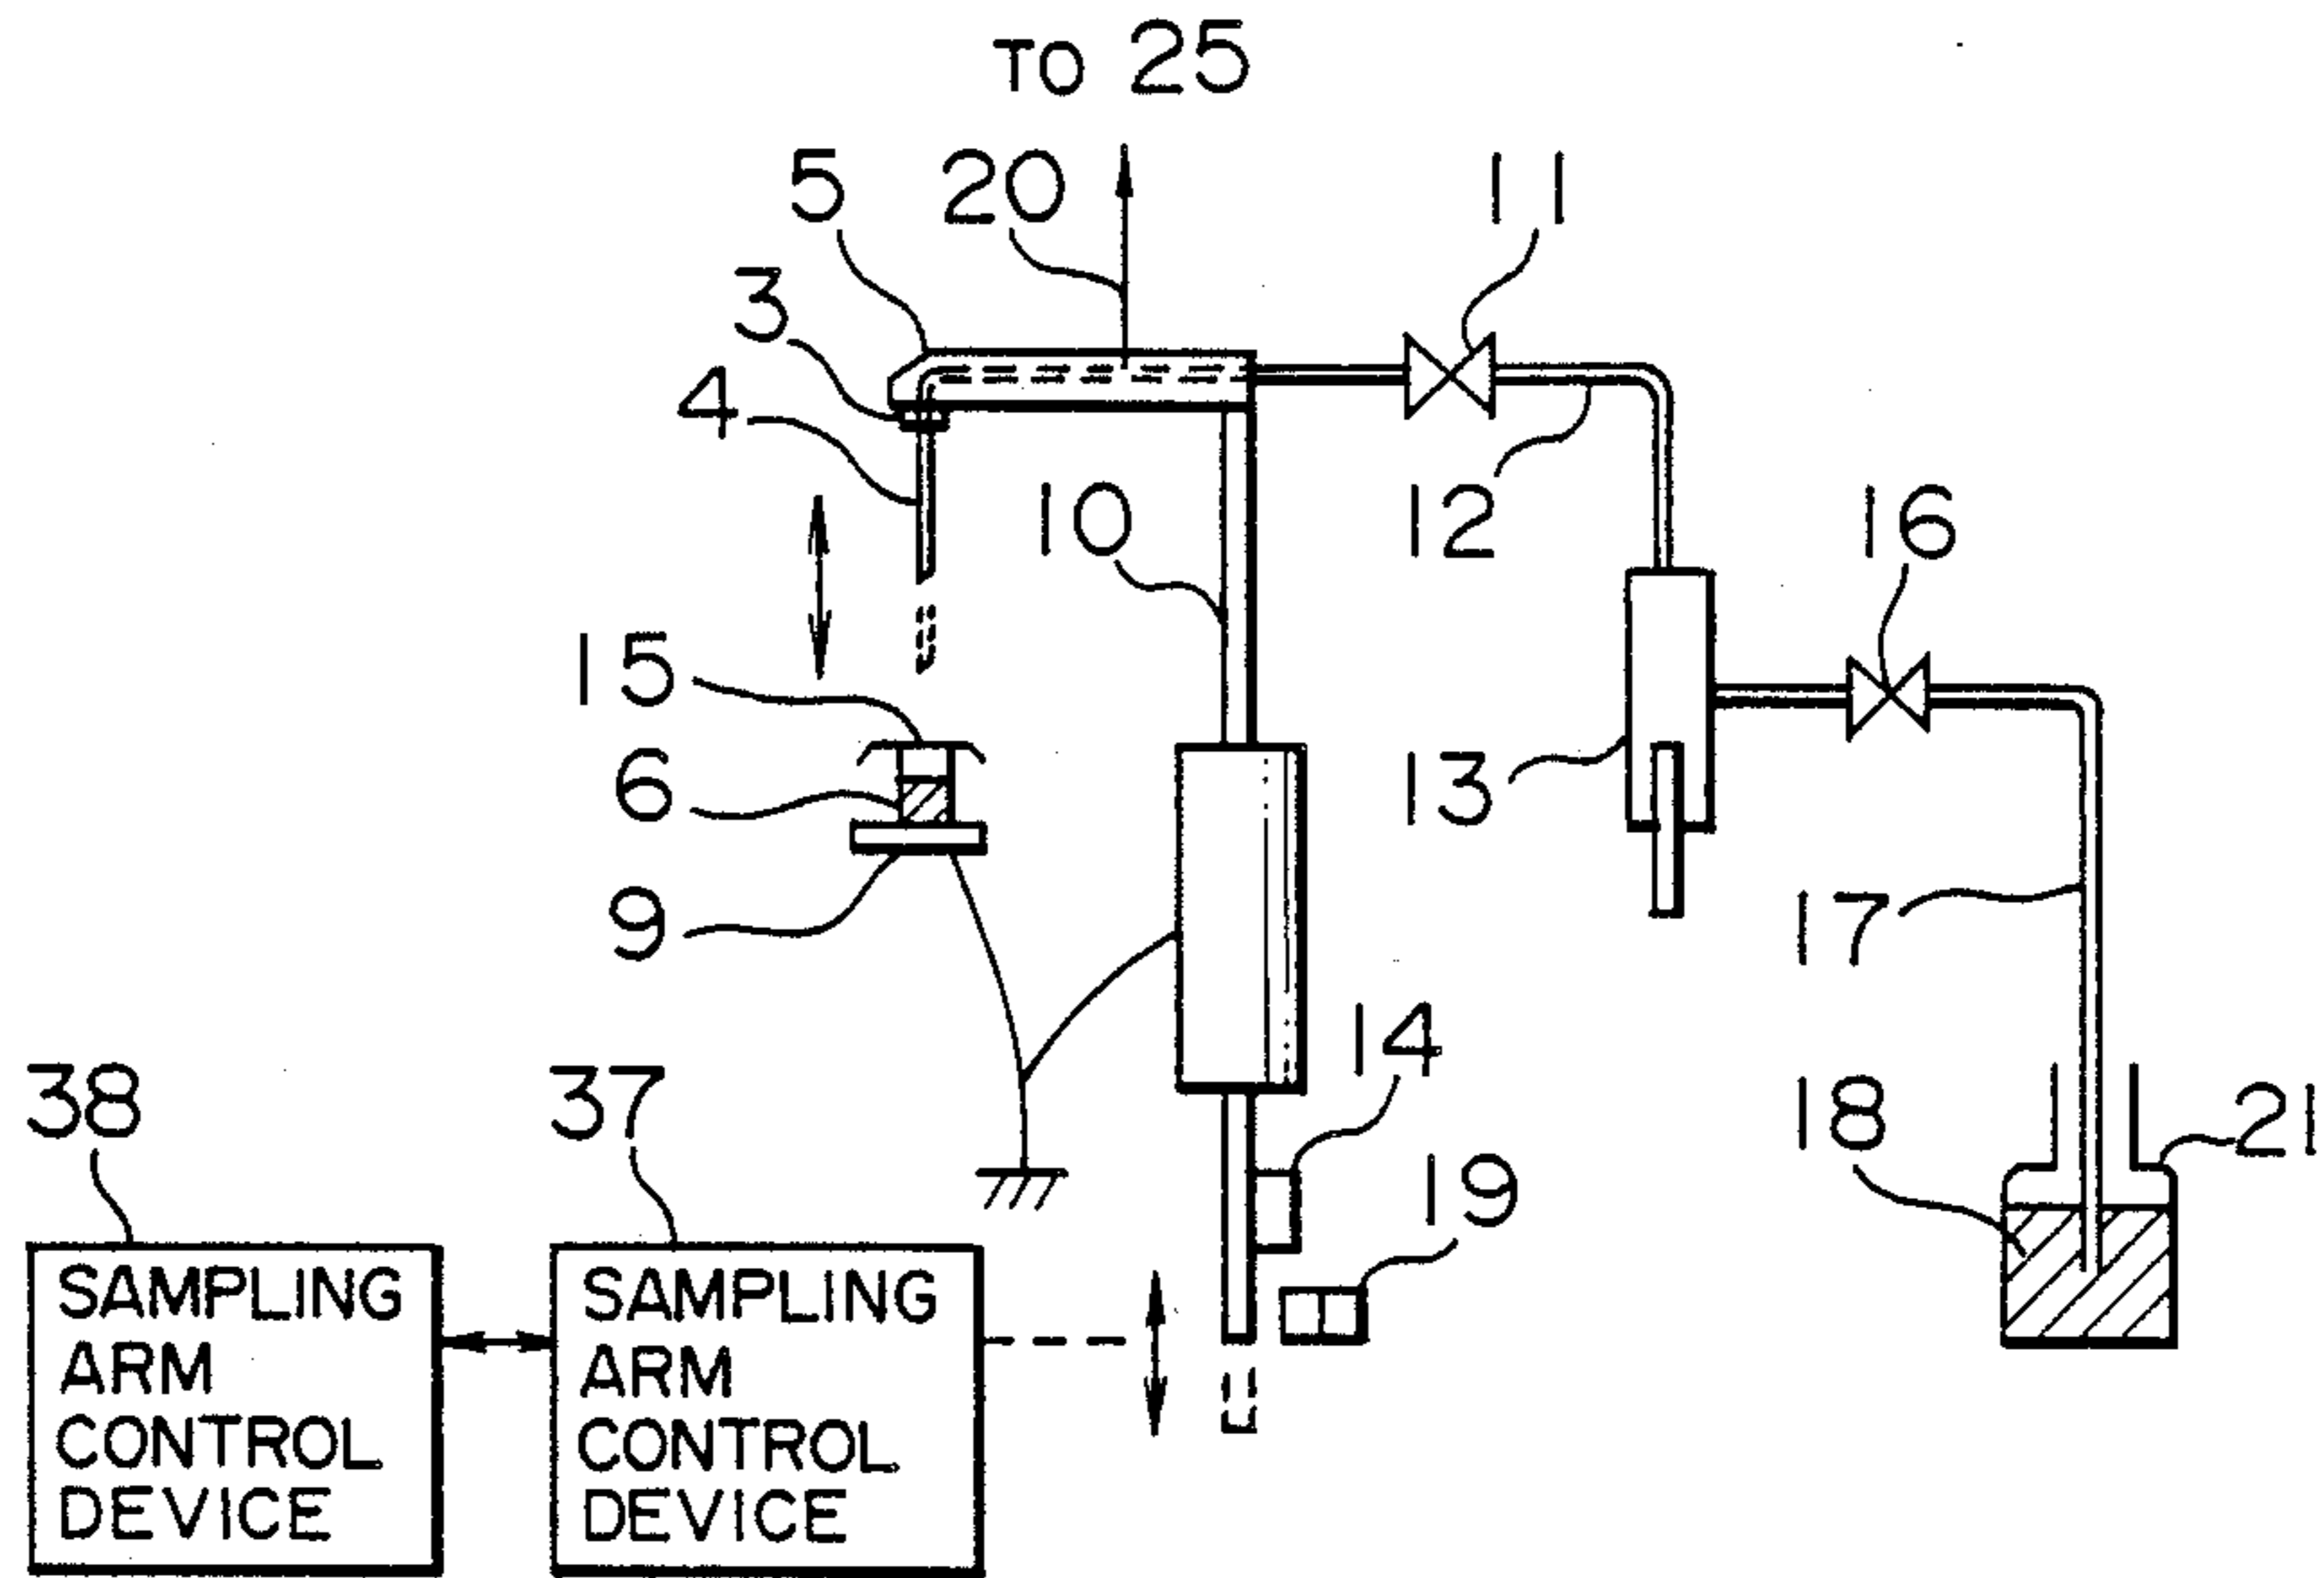 TO 25
5
20
11
3
4
10
12
16
15
6
13
9
17
14
38
37
18
21
19
SAMPLING
ARM
CONTROL
DEVICE
SAMPLING
ARM
CONTROL
DEVICE